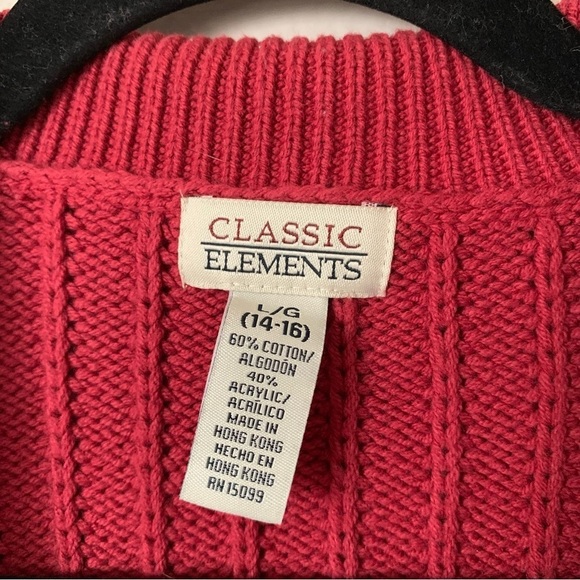 CLASSIC
ELEMENTS
L/G
(14-16)
60% COTTON/
ALGODÓN
40%
ACRYLIC/
ACRÍLICO
MADE IN
HONG KONG
HECHO EN
HONG KONG
RN 15099